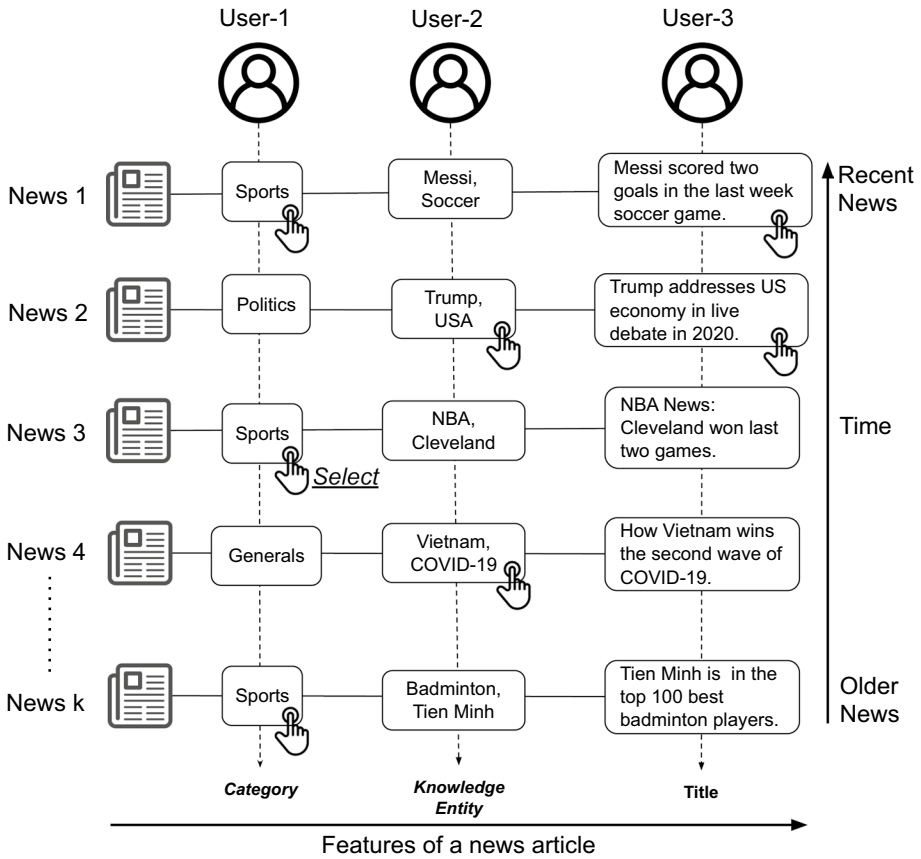 User-1
User-2
User-3
News 1
Sports
Messi,
Soccer
Messi scored two
goals in the last week
soccer game.
Recent
News
News 2
Politics
Trump,
USA
Trump addresses US
economy in live
debate in 2020.
News 3
Sports
Select
NBA,
Cleveland
NBA News:
Cleveland won last
two games.
Time
News 4
Generals
Vietnam,
COVID-19
How Vietnam wins
the second wave of
COVID-19.
News k
Sports
Badminton,
Tien Minh
Tien Minh is in the
top 100 best
badminton players.
Older
News
Category
Knowledge
Entity
Title
Features of a news article